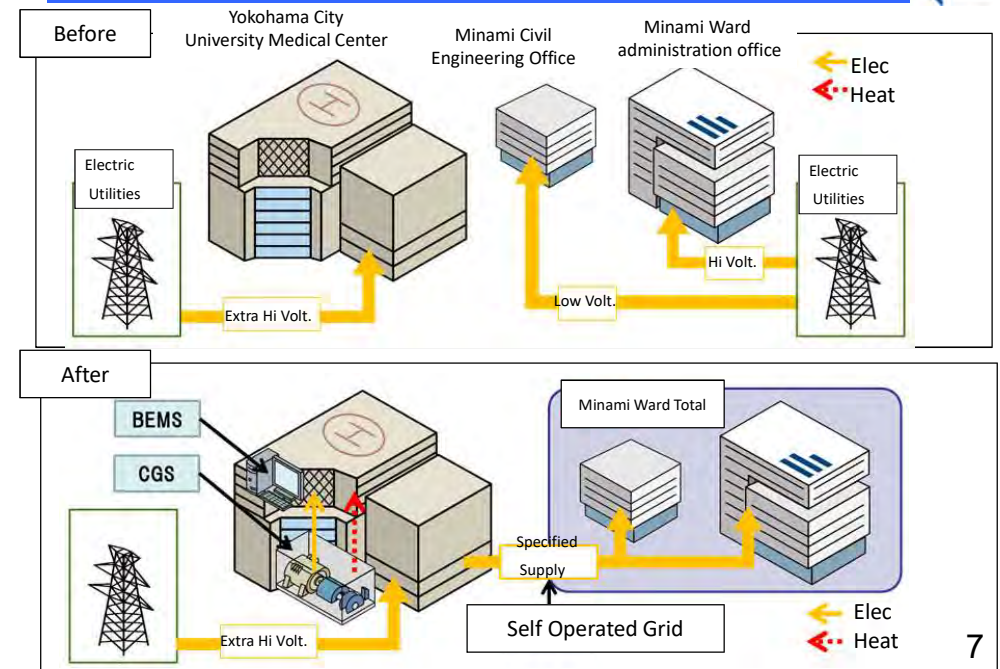 Before
Yokohama City
University Medical Center
Minami Civil
Engineering Office
Minami Ward
administration office
Elec
Heat
Electric
Utilities
Electric
Utilities
Hi Volt.
Low Volt.
Extra Hi Volt.
After
BEMS
CGS
Minami Ward Total
Specified
Supply
Self Operated Grid
Extra Hi Volt.
Elec
Heat
7